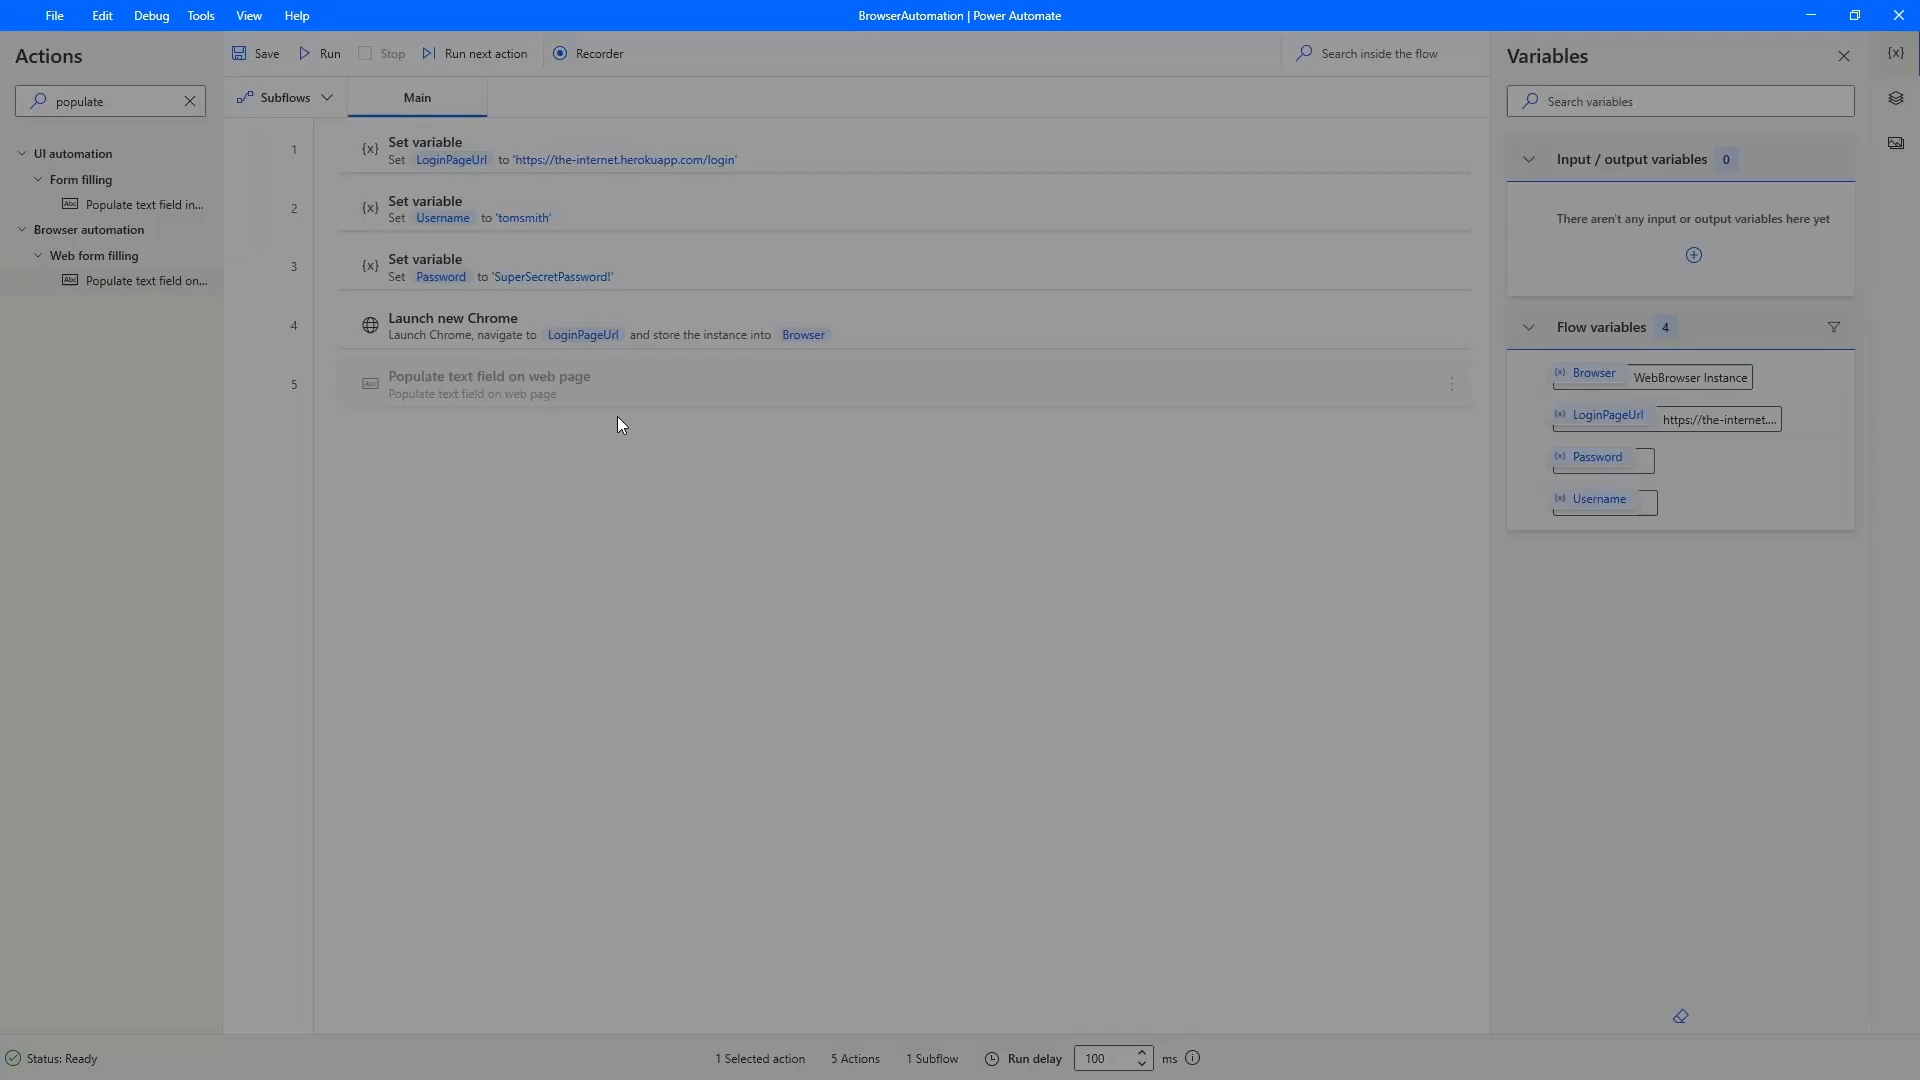 File Edit Debug Tools View Help BrowserAutomation | Power Automate
Actions
populate
UI automation
Form filling
Populate text field in...
Browser automation
Web form filling
Populate text field on...
Save Run Stop Run next action Recorder Search inside the flow
Subflows Main
1 {x} Set variable
Set LoginPageUrl to 'https://the-internet.herokuapp.com/login'
2 {x} Set variable
Set Username to 'tomsmith'
3 {x} Set variable
Set Password to 'SuperSecretPassword!'
4 Launch new Chrome
Launch Chrome, navigate to LoginPageUrl and store the instance into Browser
5 Abc Populate text field on web page
Populate text field on web page
Variables
{x}
Search variables
Input / output variables 0
There aren't any input or output variables here yet
Flow variables 4
(x) Browser WebBrowser Instance
(x) LoginPageUrl https://the-internet....
(x) Password
(x) Username
Status: Ready 1 Selected action 5 Actions 1 Subflow Run delay 100 ms